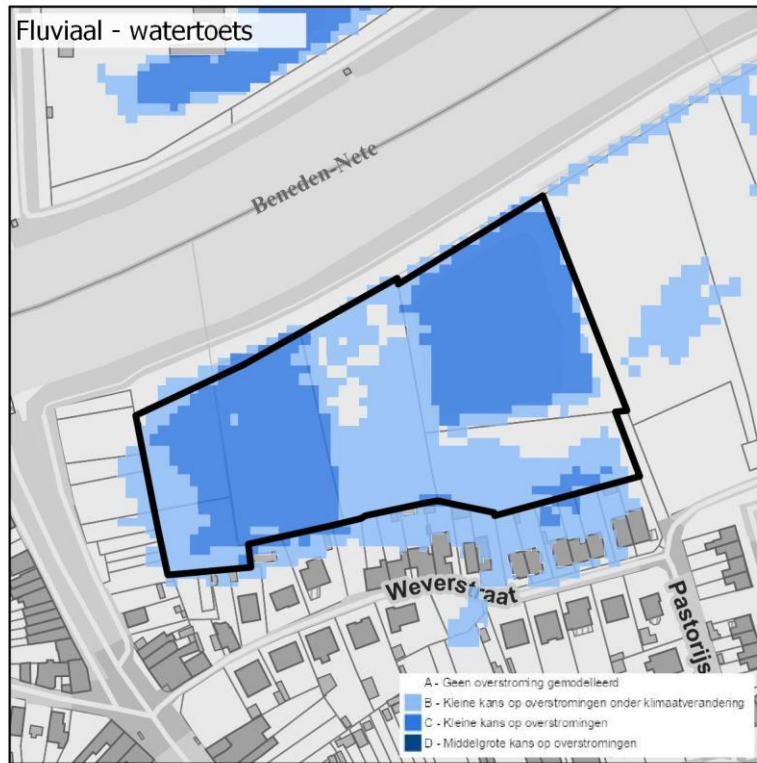 Fluviaal - watertoets
Beneden-Nete
Weverstraat
Pastorijs
A - Geen overstroming gemodelleerd
B - Kleine kans op overstromingen onder klimaatverandering
C - Kleine kans op overstromingen
D - Middelgrote kans op overstromingen